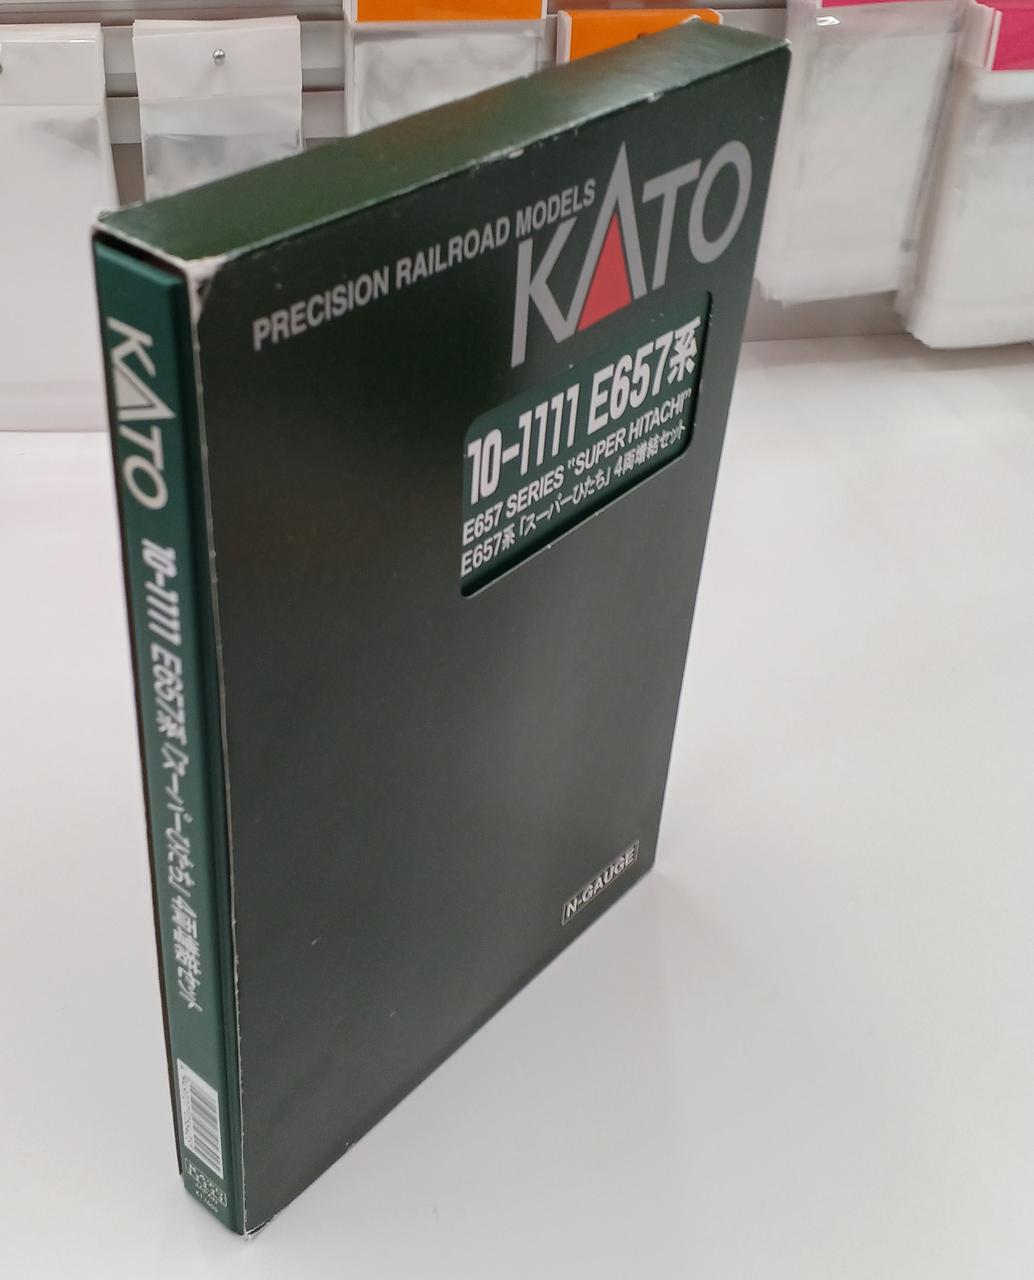 PRECISION RAILROAD MODELS
KATO
10-1111 E657系
E657 SERIES "SUPER HITACHI"
E657系「スーパーひたち」4両増結セット
N-GAUGE
KATO 10-1111 E657系「スーパーひたち」4両増結セット